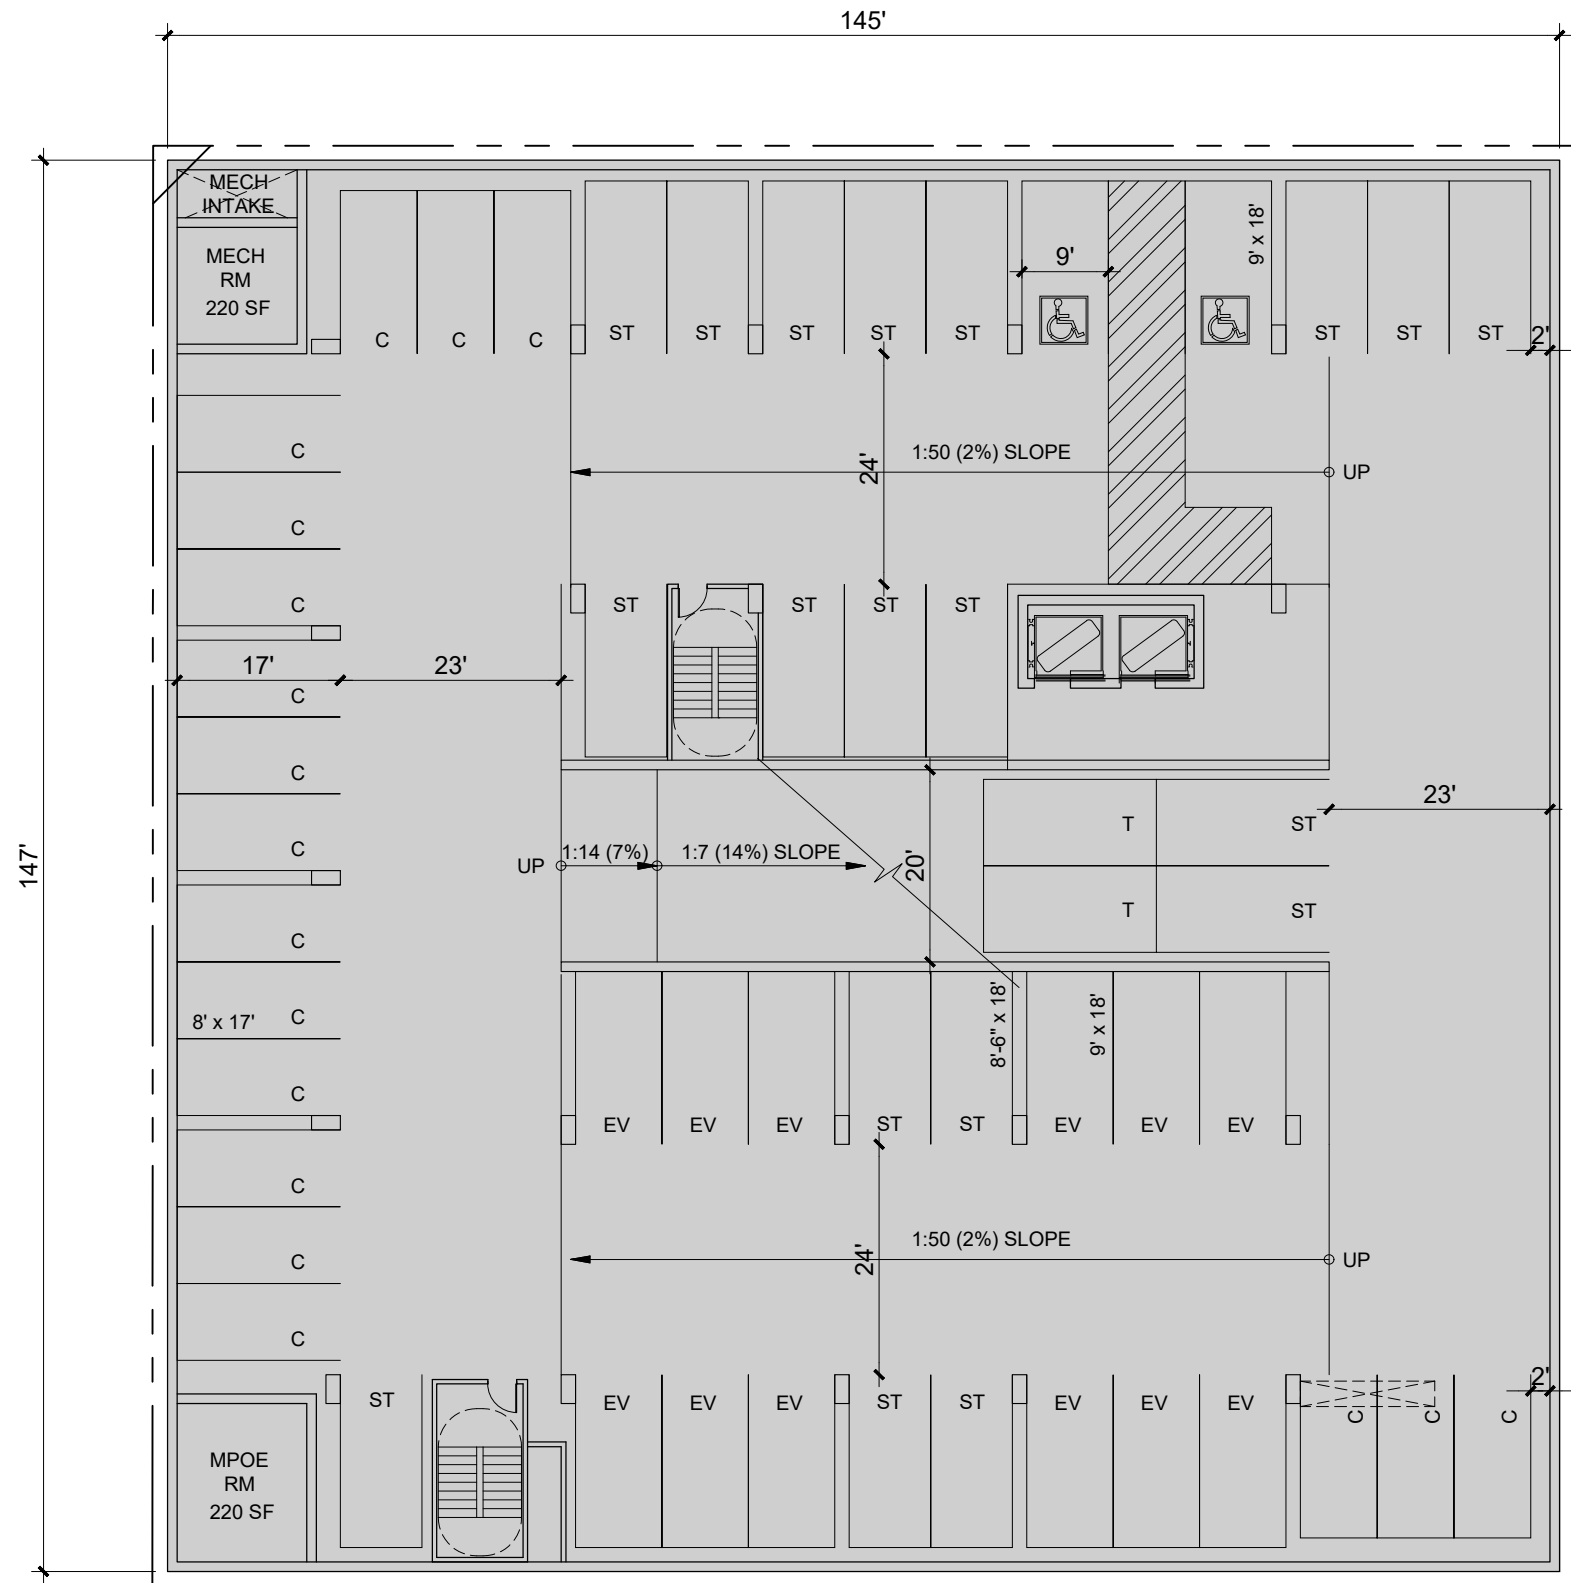 145'
MECH
INTAKE
MECH
RM
220 SF
9'
9' x 18'
C
C
C
ST
ST
ST
ST
ST
ST
ST
ST
2'
C
24'
1:50 (2%) SLOPE
UP
C
C
ST
ST
ST
ST
17'
23'
C
C
23'
T
ST
147'
C
UP
1:14 (7%)
1:7 (14%) SLOPE
20'
T
ST
C
8' x 17'
C
8'-6" x 18'
9' x 18'
C
EV
EV
EV
ST
ST
EV
EV
EV
C
24'
1:50 (2%) SLOPE
UP
C
C
2'
ST
EV
EV
EV
ST
ST
EV
EV
EV
C
C
C
MPOE
RM
220 SF